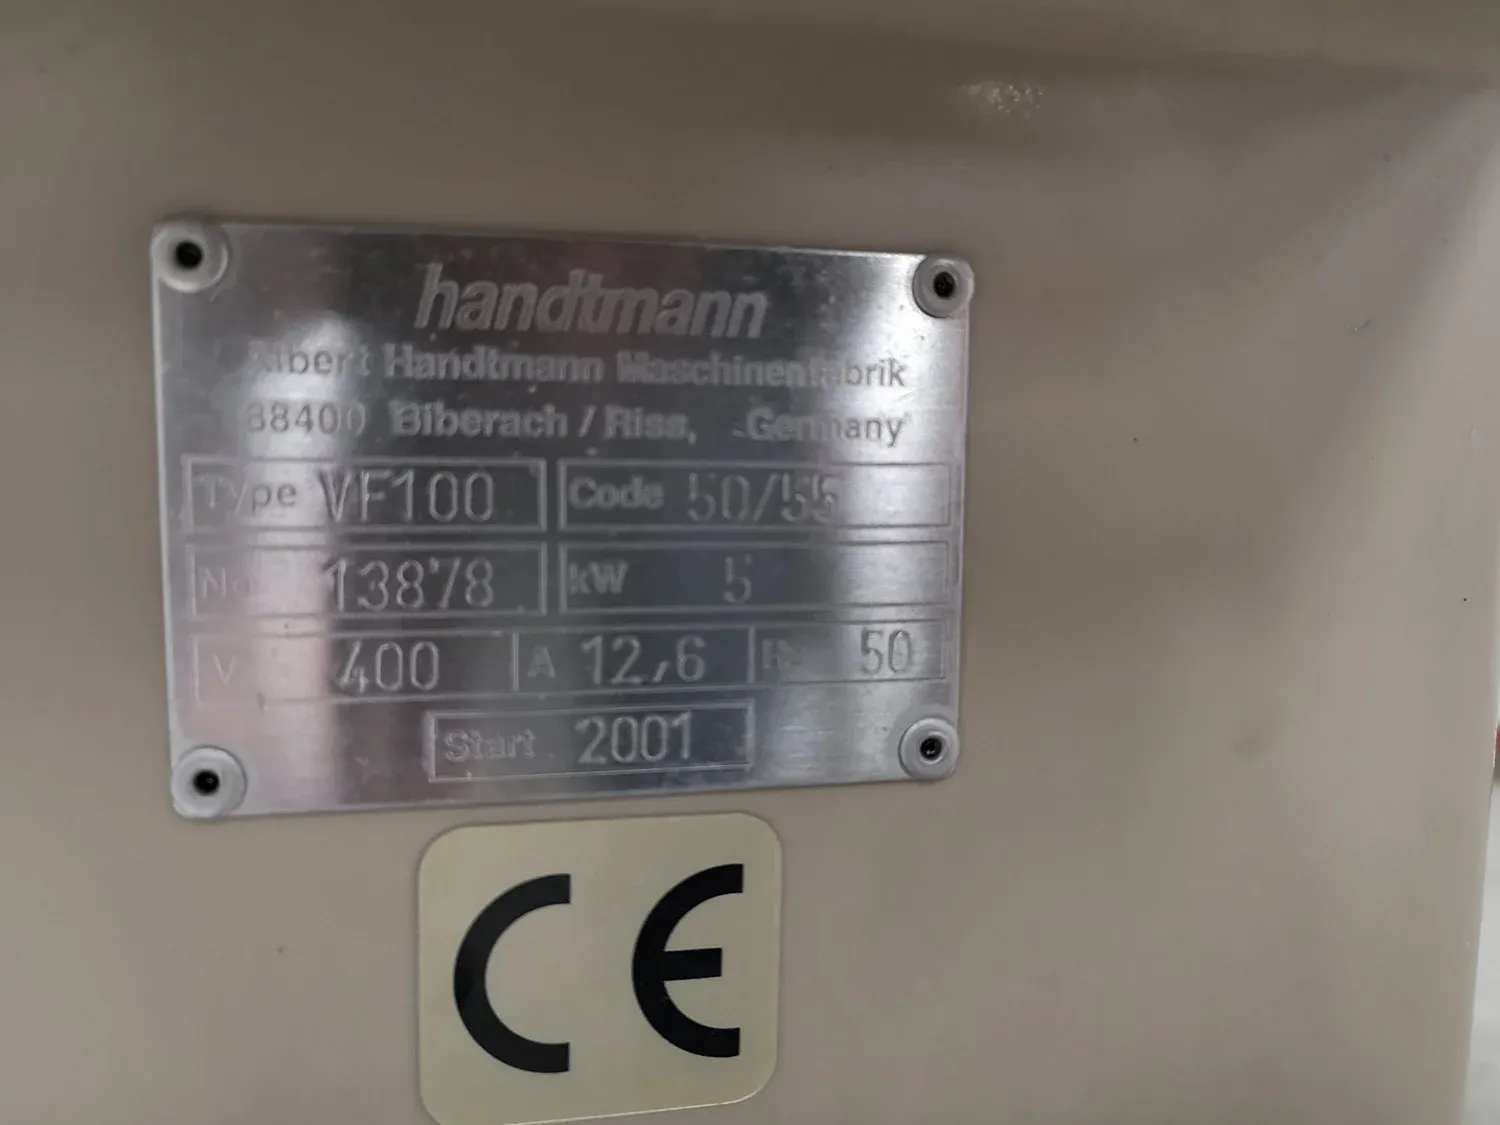 handtmann
Albert Handtmann Maschinenfabrik
88400 Biberach / Riss, Germany
Type VF100 Code 50/55
No. 13878 kW 5
V 400 A 12,6 Hz 50
Start 2001
CE